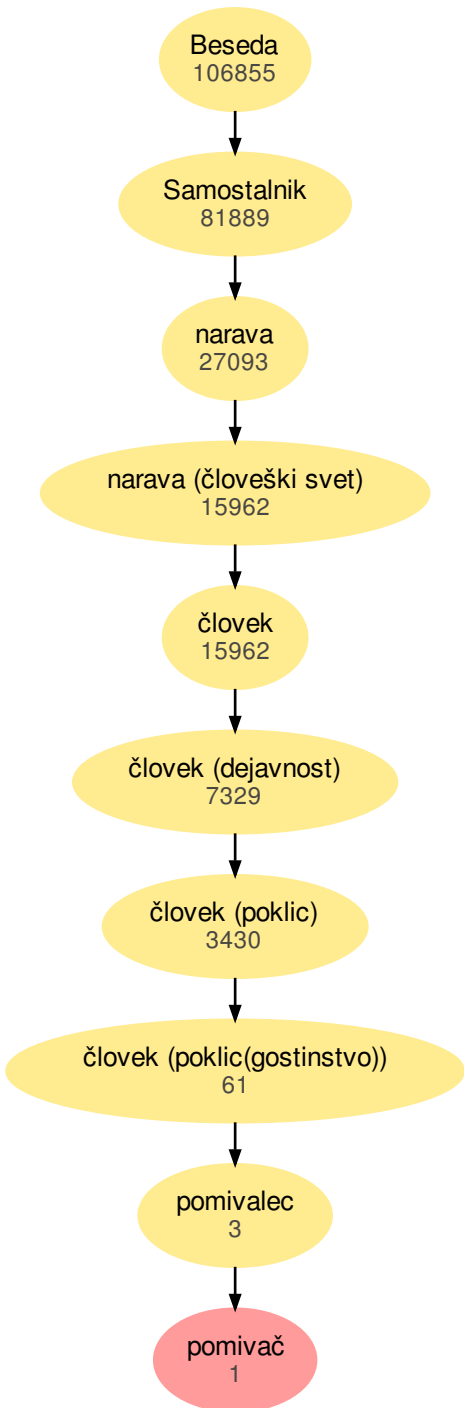 Beseda
106855
Samostalnik
81889
narava
27093
narava (človeški svet)
15962
človek
15962
človek (dejavnost)
7329
človek (poklic)
3430
človek (poklic(gostinstvo))
61
pomivalec
3
pomivač
1